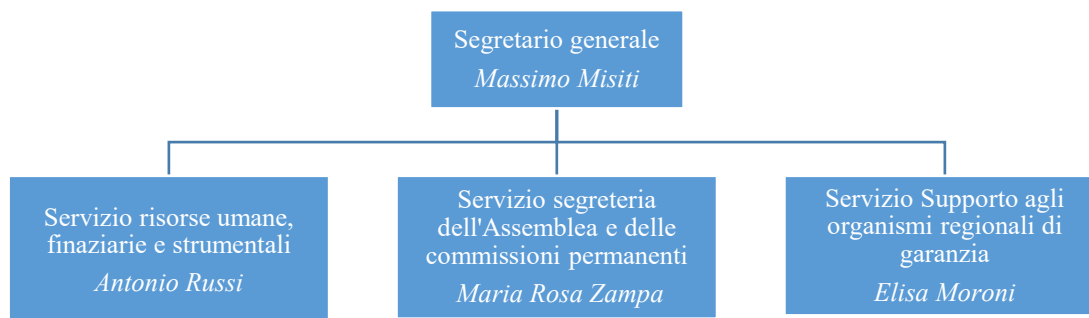 Segretario generale
Massimo Misiti
Servizio risorse umane,
finaziarie e strumentali
Antonio Russi
Servizio segreteria
dell'Assemblea e delle
commissioni permanenti
Maria Rosa Zampa
Servizio Supporto agli
organismi regionali di
garanzia
Elisa Moroni